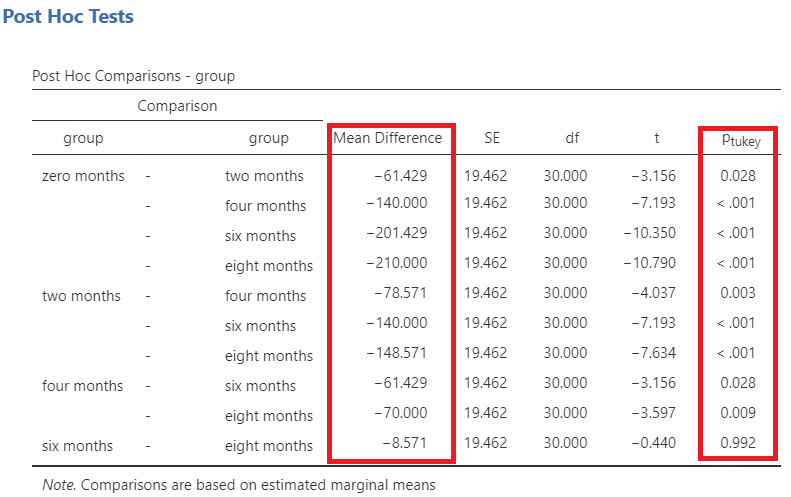 Post Hoc Tests
Post Hoc Comparisons - group
Comparison
group group Mean Difference SE df t Ptukey
zero months - two months −61.429 19.462 30.000 −3.156 0.028
- four months −140.000 19.462 30.000 −7.193 < .001
- six months −201.429 19.462 30.000 −10.350 < .001
- eight months −210.000 19.462 30.000 −10.790 < .001
two months - four months −78.571 19.462 30.000 −4.037 0.003
- six months −140.000 19.462 30.000 −7.193 < .001
- eight months −148.571 19.462 30.000 −7.634 < .001
four months - six months −61.429 19.462 30.000 −3.156 0.028
- eight months −70.000 19.462 30.000 −3.597 0.009
six months - eight months −8.571 19.462 30.000 −0.440 0.992
Note. Comparisons are based on estimated marginal means